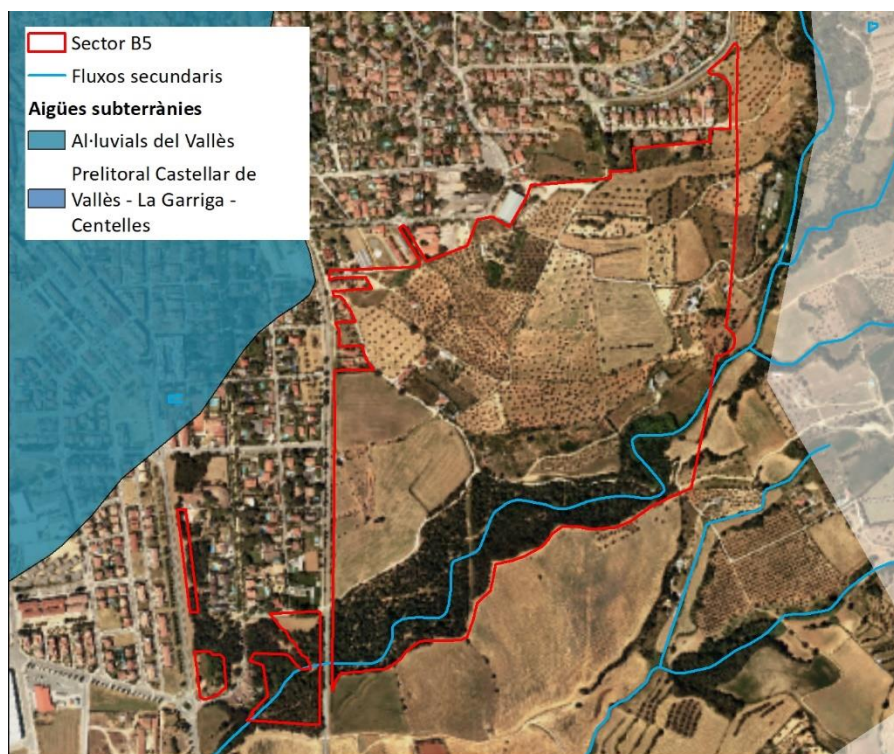 Sector B5
Fluxos secundaris
Aigües subterrànies
Al·luvials del Vallès
Prelitoral Castellar de
Vallès - La Garriga -
Centelles